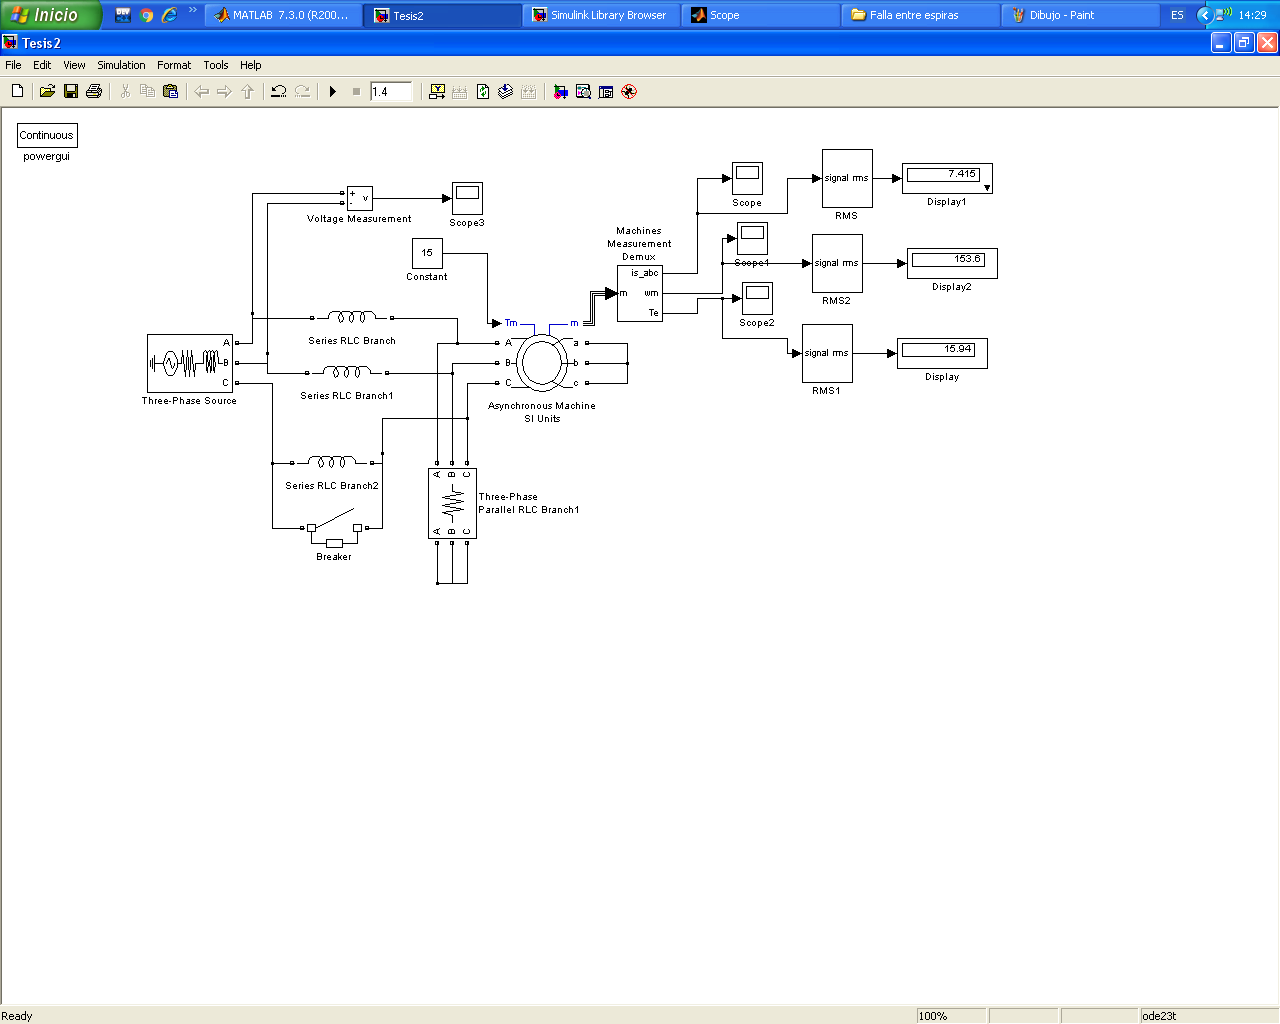 Inicio
MATLAB 7.3.0 (R200...
Tesis2
Simulink Library Browser
Scope
Falla entre espiras
Dibujo - Paint
ES
14:29
Tesis2
File Edit View Simulation Format Tools Help
1.4
Continuous
powergui
+
-
v
Voltage Measurement
Scope3
15
Constant
Machines
Measurement
Demux
m
is_abc
wm
Te
Scope
Scope1
Scope2
signal rms
RMS
7.415
Display1
signal rms
RMS2
153.6
Display2
signal rms
RMS1
15.94
Display
A
B
C
Three-Phase Source
Series RLC Branch
Series RLC Branch1
Series RLC Branch2
Breaker
Tm
m
A
B
C
a
b
c
Asynchronous Machine
SI Units
A B C
A B C
Three-Phase
Parallel RLC Branch1
Ready
100%
ode23t